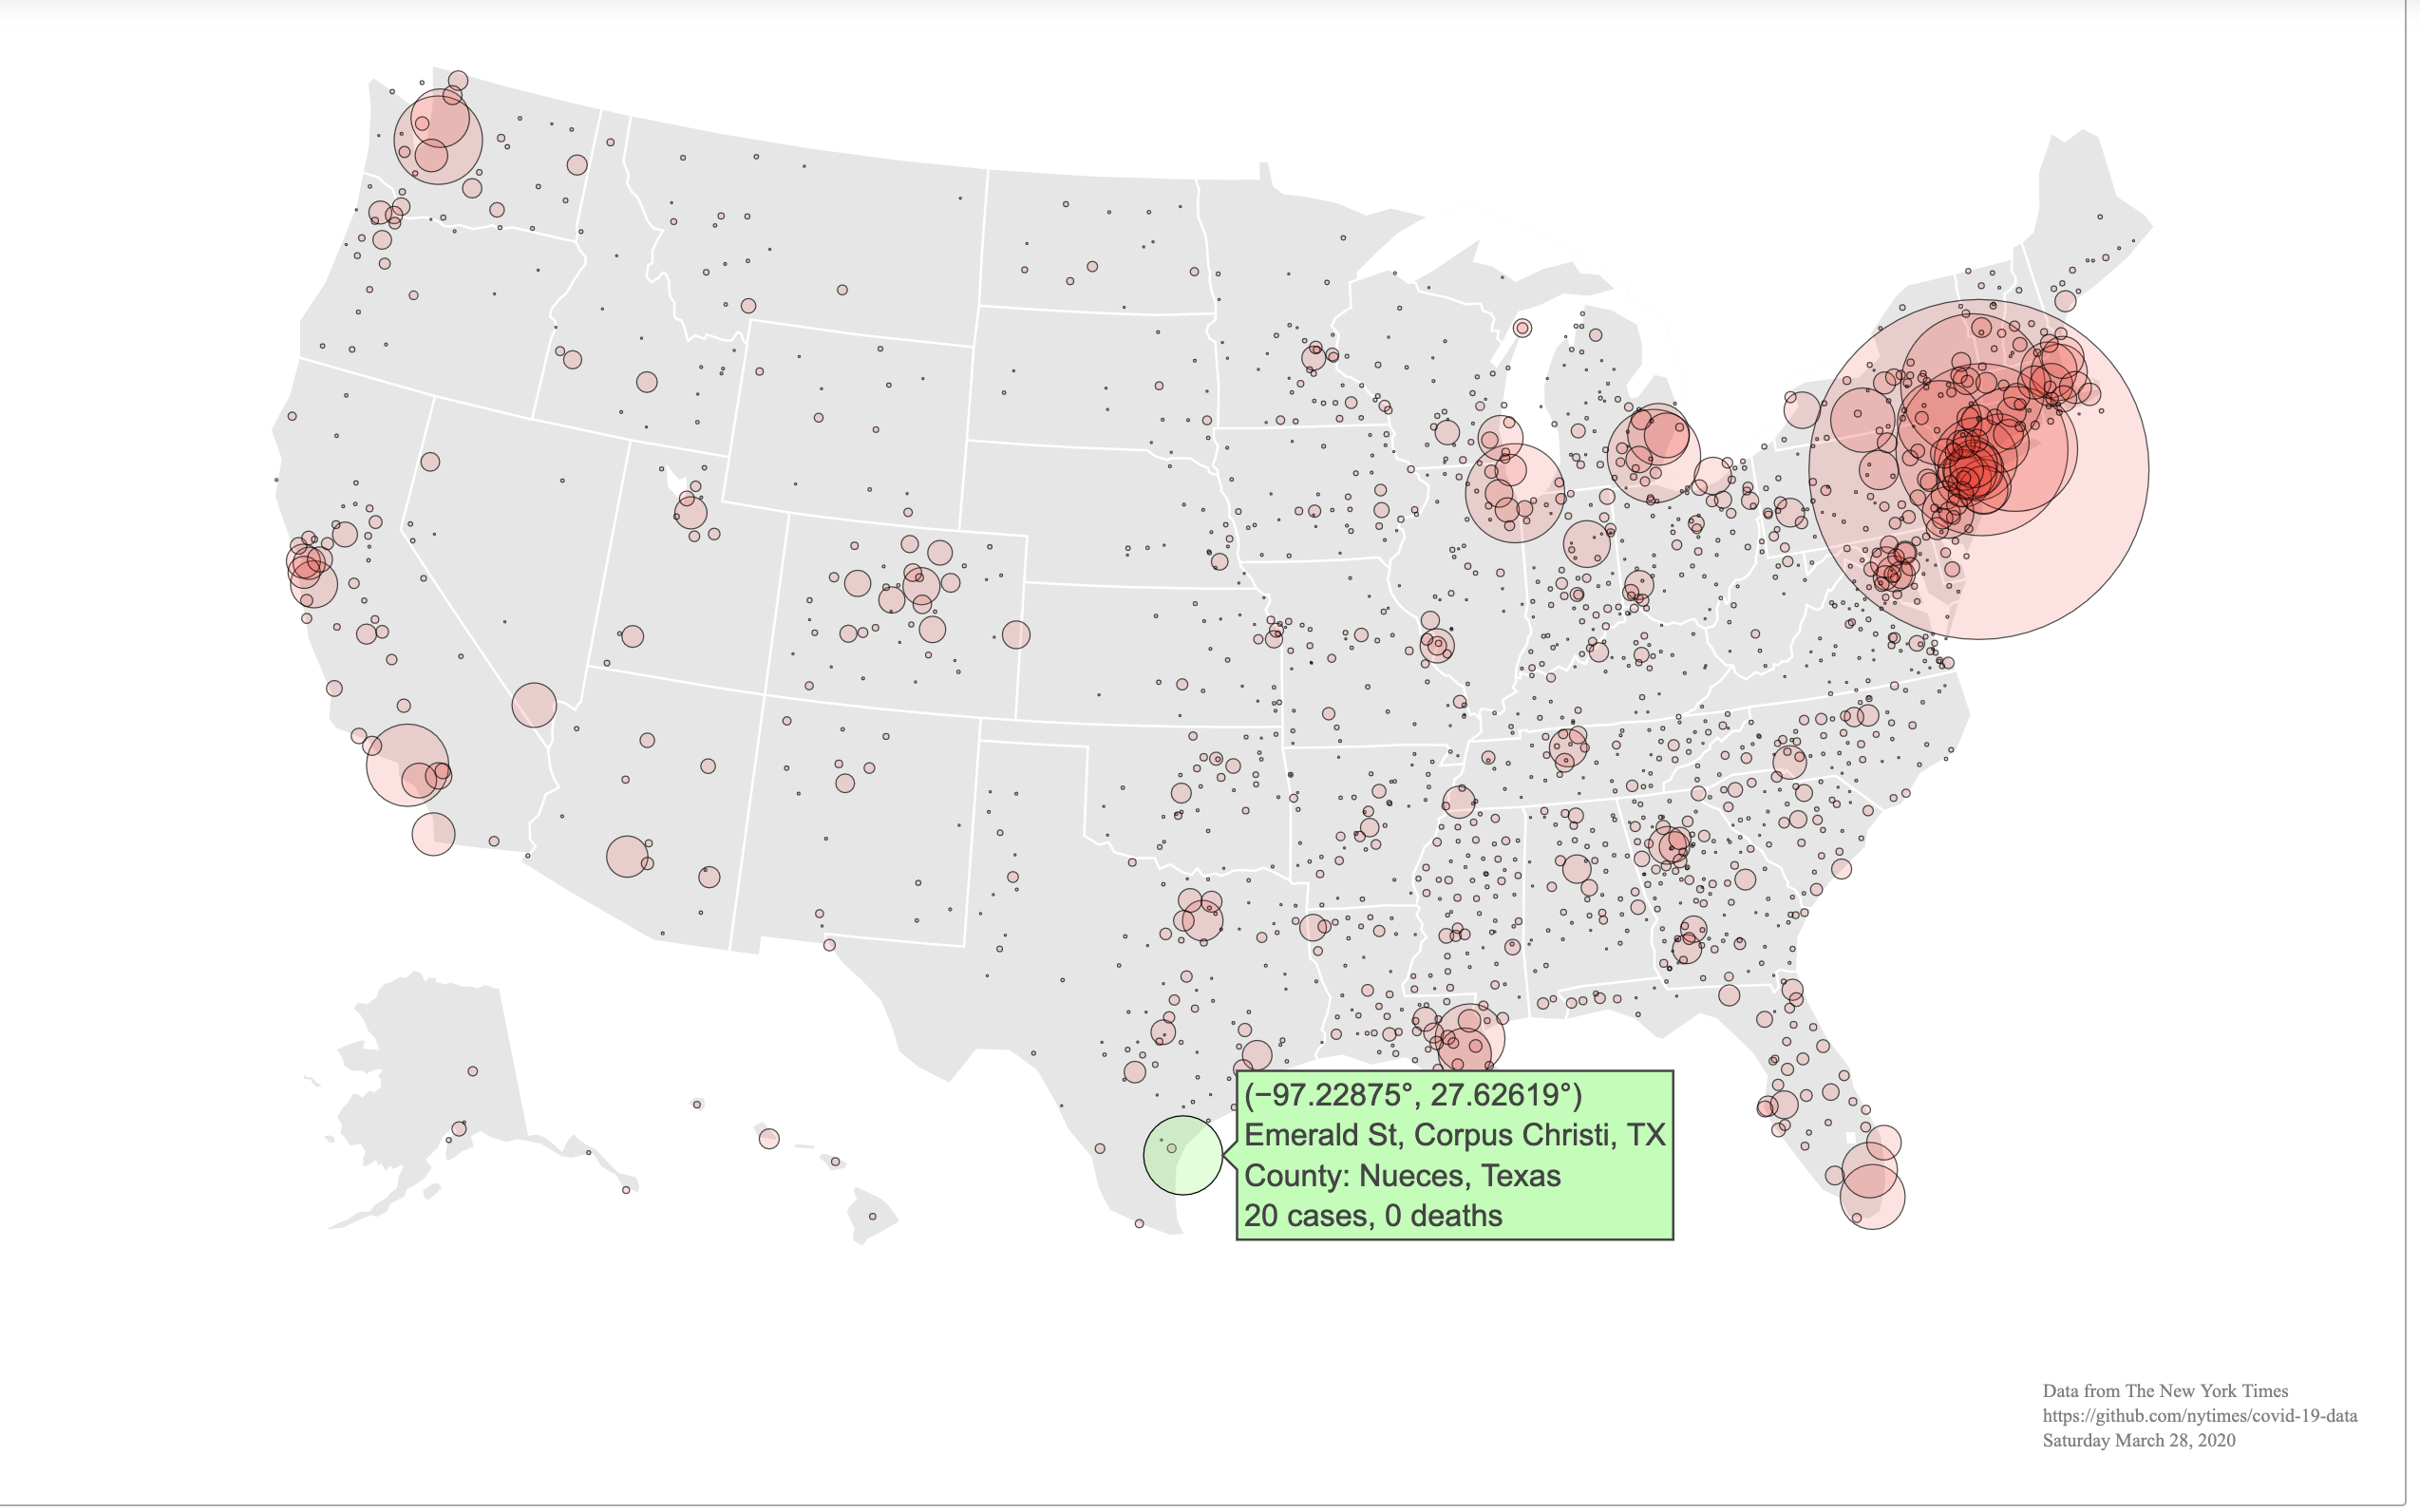 (−97.22875°, 27.62619°)
Emerald St, Corpus Christi, TX
County: Nueces, Texas
20 cases, 0 deaths
Data from The New York Times
https://github.com/nytimes/covid-19-data
Saturday March 28, 2020